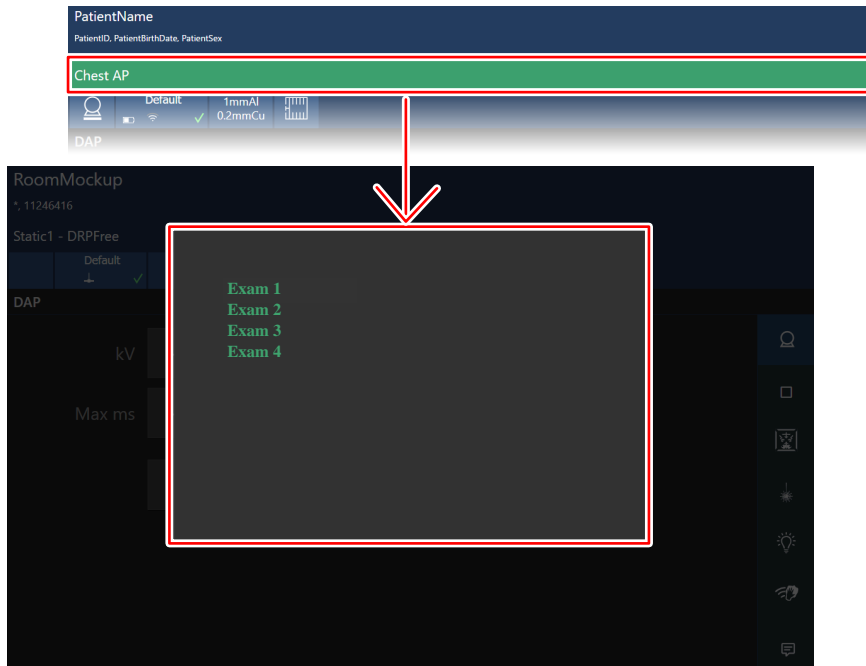 PatientName
PatientID, PatientBirthDate, PatientSex
Chest AP
Default
1mmAl
0.2mmCu
DAP
RoomMockup
*, 11246416
Static1 - DRPFree
Default
DAP
Exam 1
Exam 2
Exam 3
Exam 4
kV
Max ms